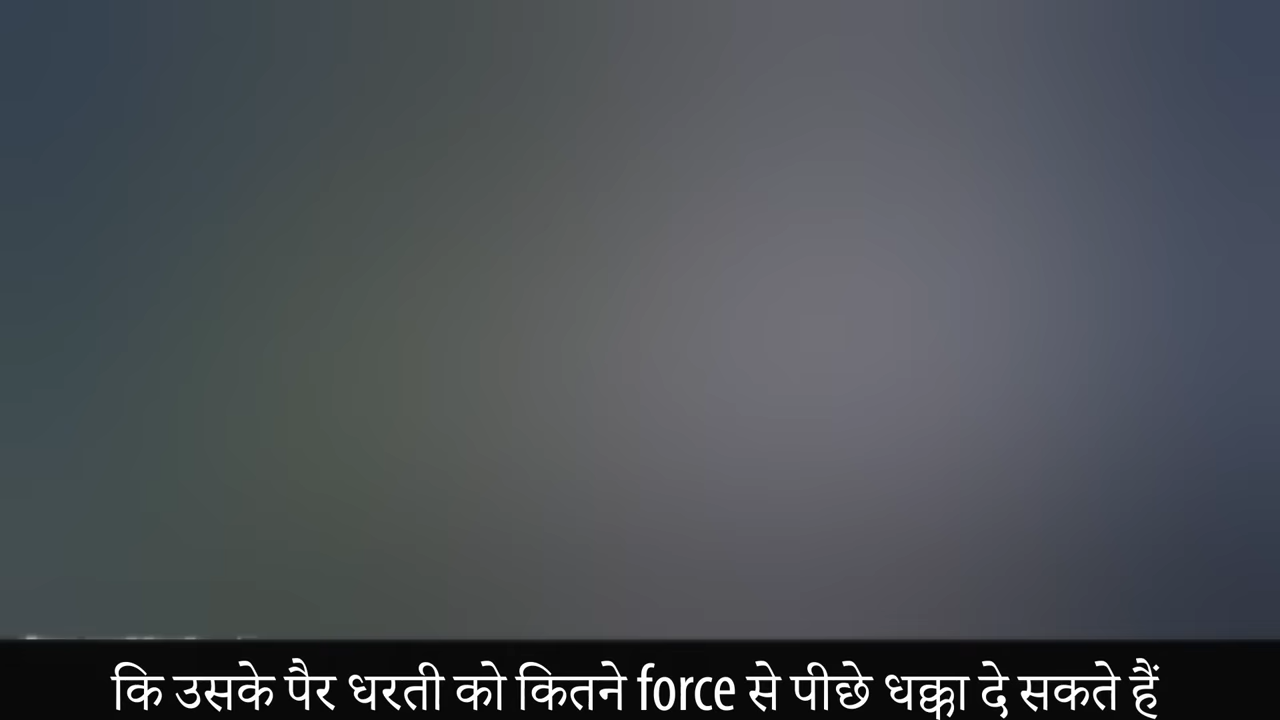 कि उसके पैर धरती को कितने force से पीछे धक्का दे सकते हैं